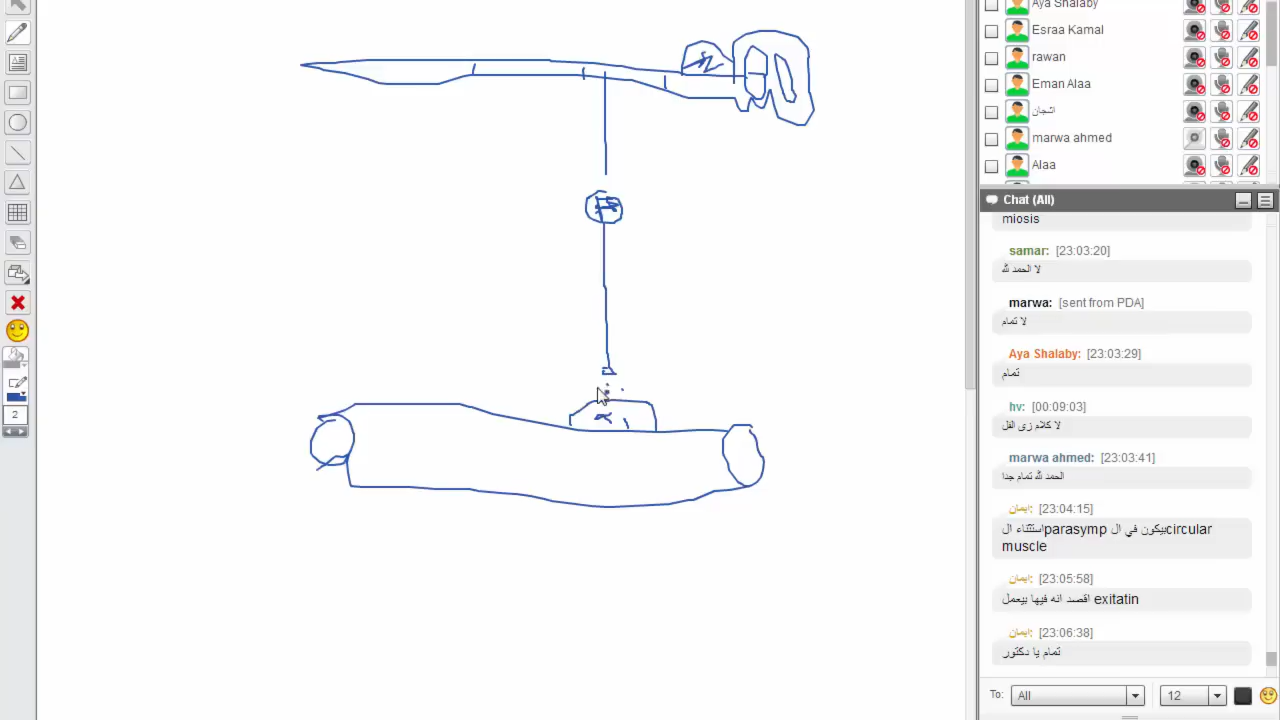 Aya Shalaby
Esraa Kamal
rawan
Eman Alaa
اشجان
marwa ahmed
Alaa
Chat (All)
miosis
samar: [23:03:20]
لا الحمد لله
marwa: [sent from PDA]
لا تمام
Aya Shalaby: [23:03:29]
تمام
hv: [00:09:03]
لا كلام زى الفل
marwa ahmed: [23:03:41]
الحمد لله تمام جدا
ايمان: [23:04:15]
استثناء ال parasymp بيكون في ال circular
muscle
ايمان: [23:05:58]
اقصد انه فيها بيعمل exitatin
ايمان: [23:06:38]
تمام يا دكتور
To: All 12
2
α1